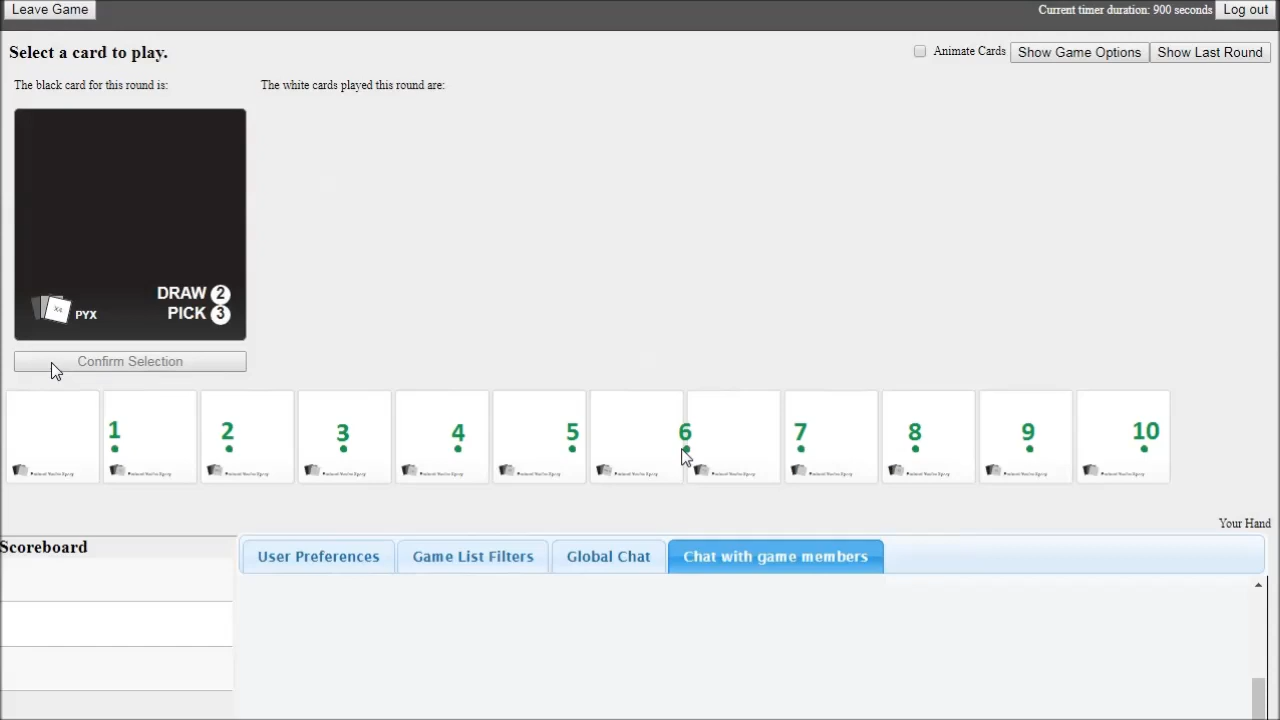 Leave Game
Current timer duration: 900 seconds
Log out
Select a card to play.
Animate Cards
Show Game Options
Show Last Round
The black card for this round is:
The white cards played this round are:
DRAW 2
PICK 3
PYX
Confirm Selection
1 2 3 4 5 6 7 8 9 10
Your Hand
Scoreboard
User Preferences
Game List Filters
Global Chat
Chat with game members